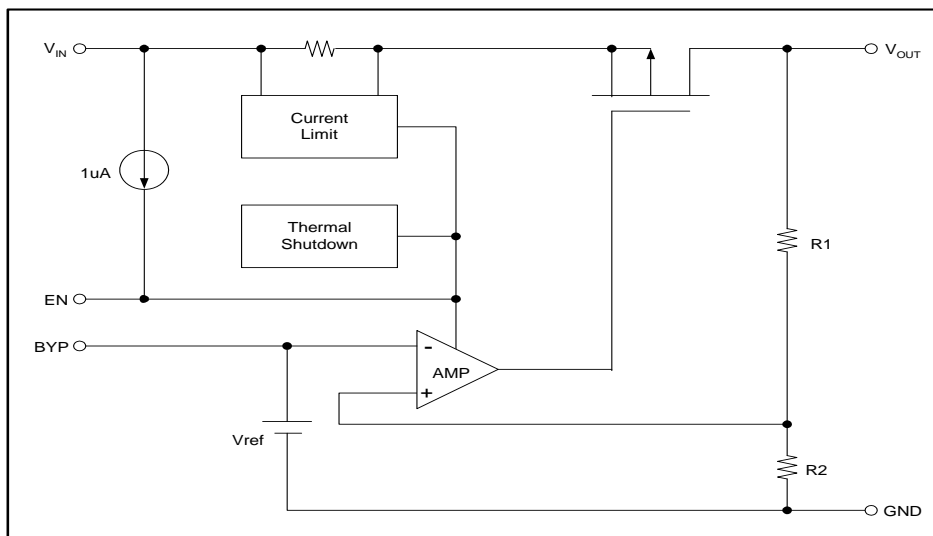 VIN
VOUT
Current
Limit
1uA
Thermal
Shutdown
R1
EN
BYP
-
AMP
+
Vref
R2
GND